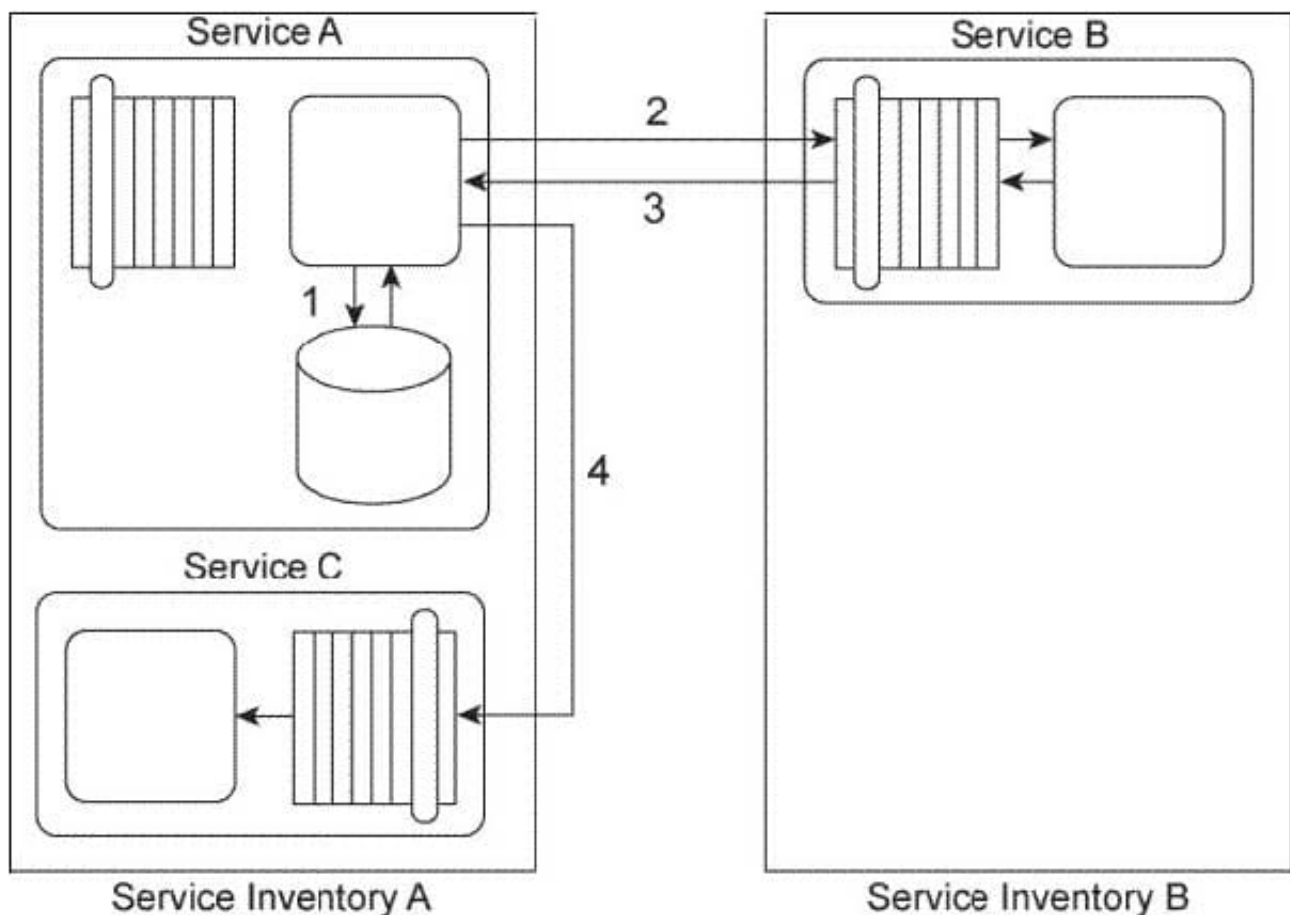 Service A
Service B
2
3
1
4
Service C
Service Inventory A
Service Inventory B